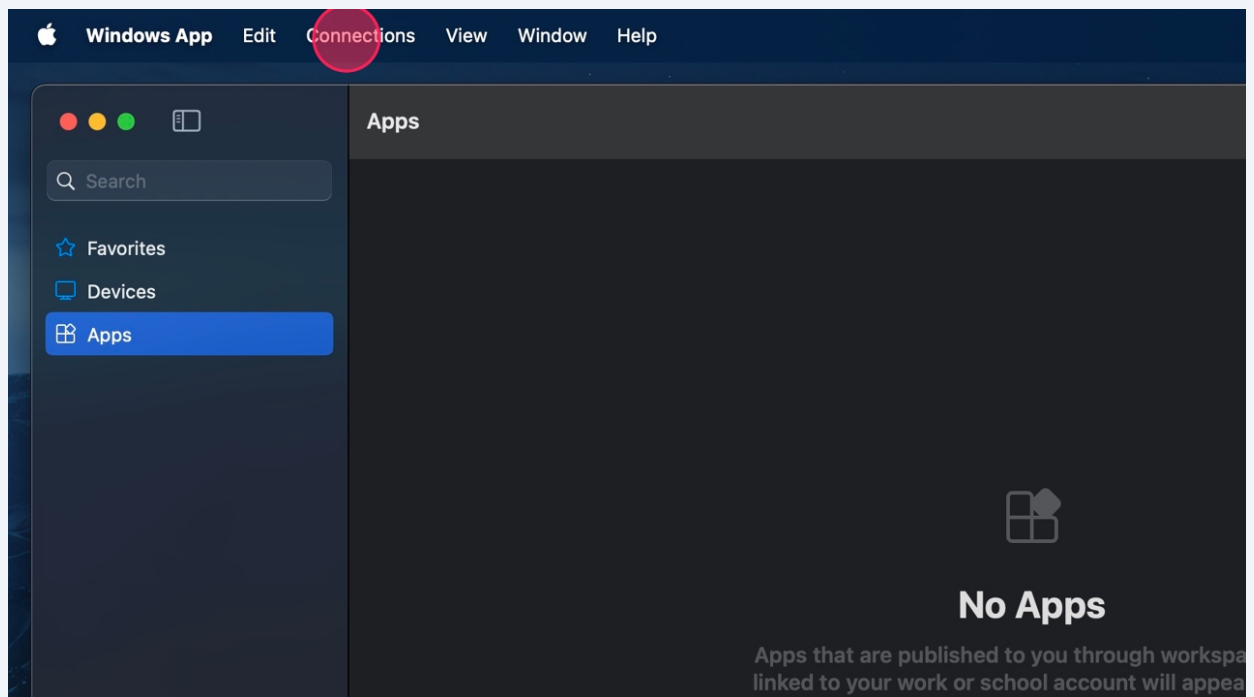 Windows App Edit Connections View Window Help
Apps
Search
Favorites
Devices
Apps
No Apps
Apps that are published to you through workspa
linked to your work or school account will appea